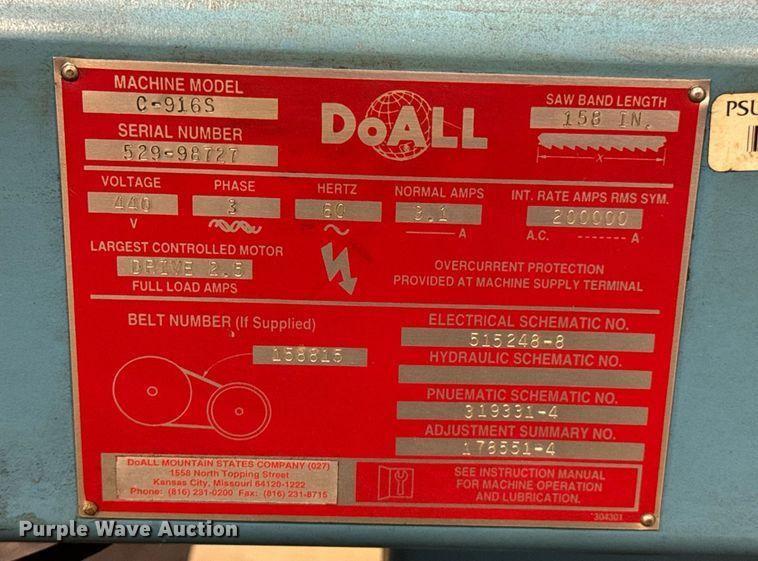 MACHINE MODEL
C-916S
SERIAL NUMBER
529-98727
DOALL
SAW BAND LENGTH
158 IN.
X
PSU
VOLTAGE PHASE HERTZ NORMAL AMPS INT. RATE AMPS RMS SYM.
440 3 60 3.1 200000
V A A.C. ------- A
LARGEST CONTROLLED MOTOR
DRIVE 2.5
FULL LOAD AMPS
OVERCURRENT PROTECTION
PROVIDED AT MACHINE SUPPLY TERMINAL
BELT NUMBER (If Supplied)
158815
ELECTRICAL SCHEMATIC NO.
515248-8
HYDRAULIC SCHEMATIC NO.
PNUEMATIC SCHEMATIC NO.
319331-4
ADJUSTMENT SUMMARY NO.
178551-4
DoALL MOUNTAIN STATES COMPANY (027)
1558 North Topping Street
Kansas City, Missouri 64120-1222
Phone: (816) 231-0200 Fax: (816) 231-8715
SEE INSTRUCTION MANUAL
FOR MACHINE OPERATION
AND LUBRICATION.
304301
Purple Wave Auction